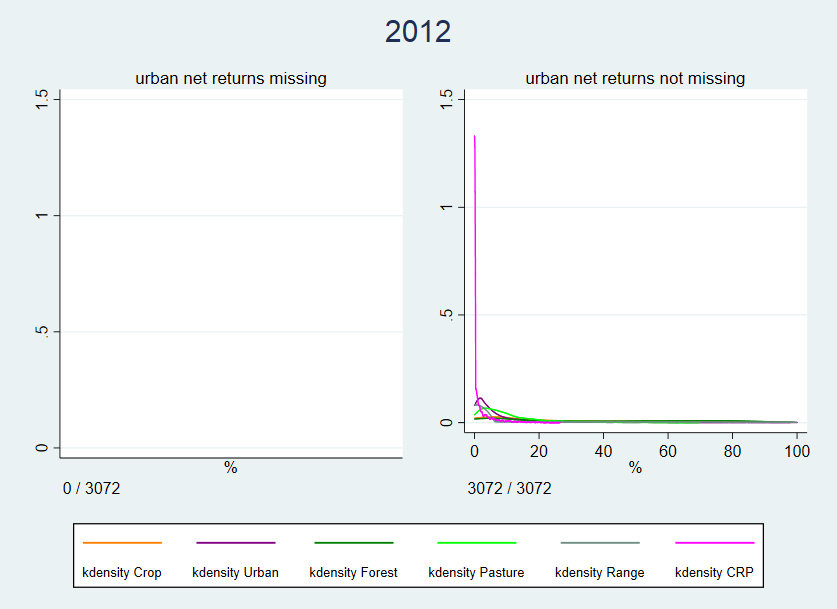 2012
urban net returns missing
urban net returns not missing
1.5
1
.5
0
%
0 / 3072
1.5
1
.5
0
0 20 40 60 80 100
%
3072 / 3072
kdensity Crop kdensity Urban kdensity Forest kdensity Pasture kdensity Range kdensity CRP